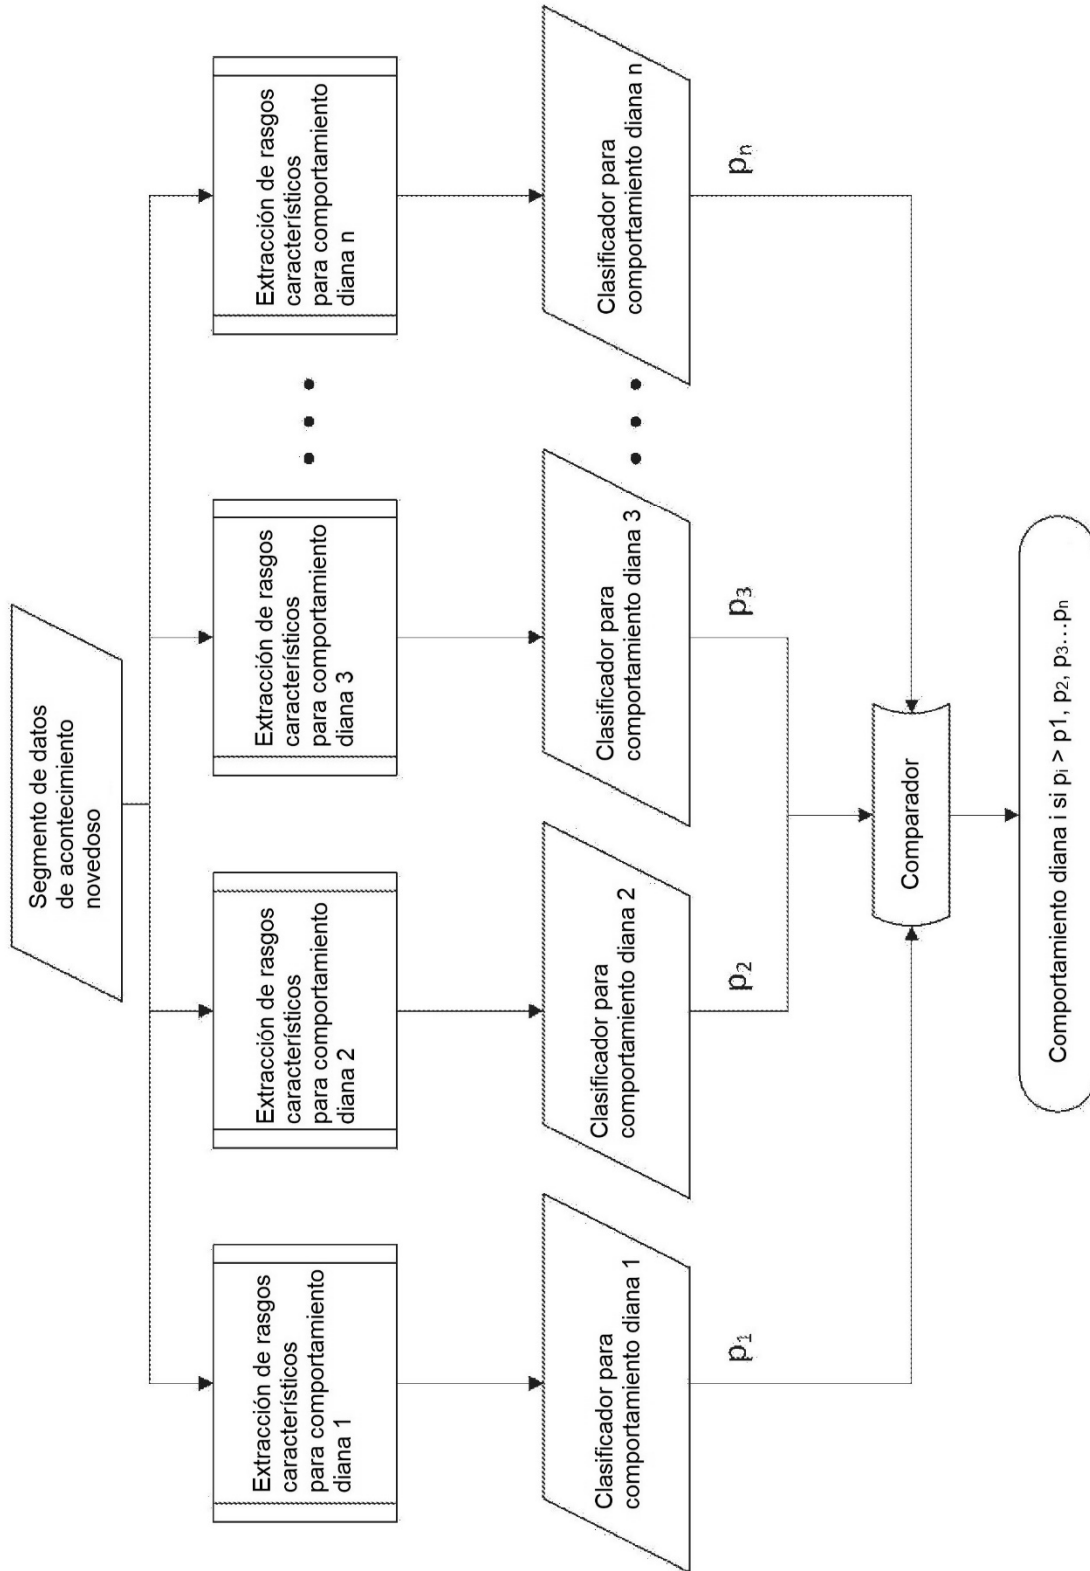 Segmento de datos
de acontecimiento
novedoso
Extracción de rasgos
característicos
para comportamiento
diana 1
Extracción de rasgos
característicos
para comportamiento
diana 2
Extracción de rasgos
característicos
para comportamiento
diana 3
Extracción de rasgos
característicos
para comportamiento
diana n
Clasificador para
comportamiento diana 1
Clasificador para
comportamiento diana 2
Clasificador para
comportamiento diana 3
Clasificador para
comportamiento diana n
p₁
p₂
p₃
pₙ
Comparador
Comportamiento diana i si pᵢ > p1, p₂, p₃...pₙ